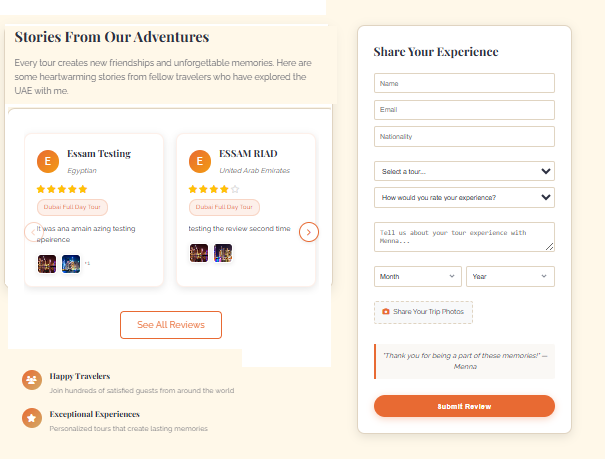 Stories From Our Adventures
Every tour creates new friendships and unforgettable memories. Here are
some heartwarming stories from fellow travelers who have explored the
UAE with me.
E
Essam Testing
Egyptian
Dubai Full Day Tour
It was ana amain azing testing
epeirence
+1
E
ESSAM RIAD
United Arab Emirates
Dubai Full Day Tour
testing the review second time
See All Reviews
Happy Travelers
Join hundreds of satisfied guests from around the world
Exceptional Experiences
Personalized tours that create lasting memories
Share Your Experience
Name
Email
Nationality
Select a tour...
How would you rate your experience?
Tell us about your tour experience with
Menna...
Month
Year
Share Your Trip Photos
"Thank you for being a part of these memories!" —
Menna
Submit Review